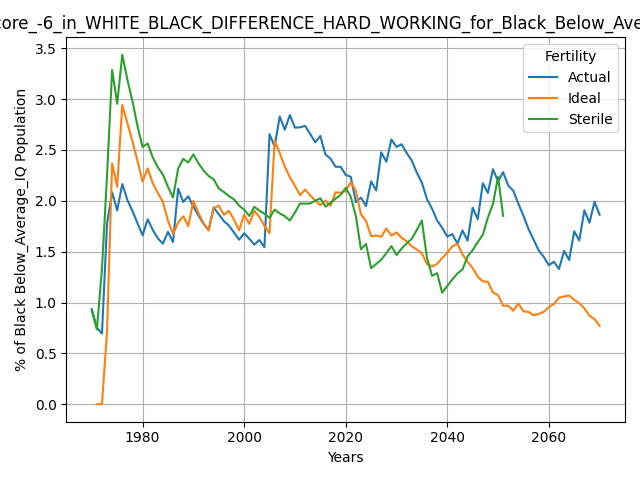 core_-6_in_WHITE_BLACK_DIFFERENCE_HARD_WORKING_for_Black_Below_Ave
Fertility
Actual
Ideal
Sterile
% of Black Below_Average_IQ Population
3.5
3.0
2.5
2.0
1.5
1.0
0.5
0.0
1980
2000
2020
2040
2060
Years